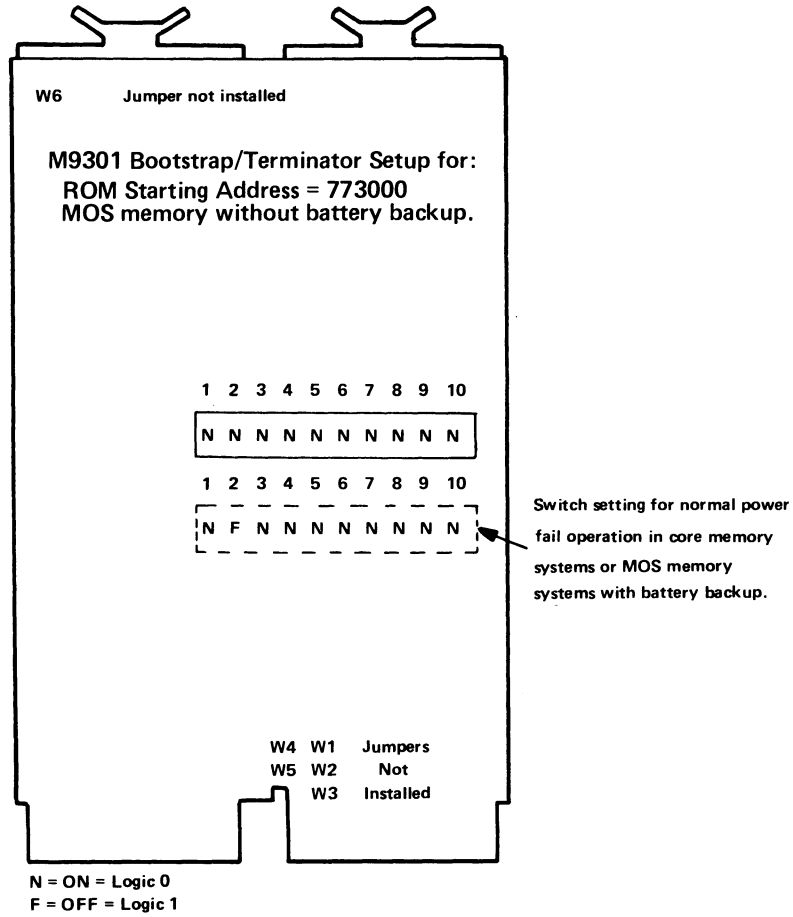 W6 Jumper not installed
M9301 Bootstrap/Terminator Setup for:
ROM Starting Address = 773000
MOS memory without battery backup.
1 2 3 4 5 6 7 8 9 10
N N N N N N N N N N
1 2 3 4 5 6 7 8 9 10
N F N N N N N N N N
Switch setting for normal power
fail operation in core memory
systems or MOS memory
systems with battery backup.
W4 W1 Jumpers
W5 W2 Not
W3 Installed
N = ON = Logic 0
F = OFF = Logic 1